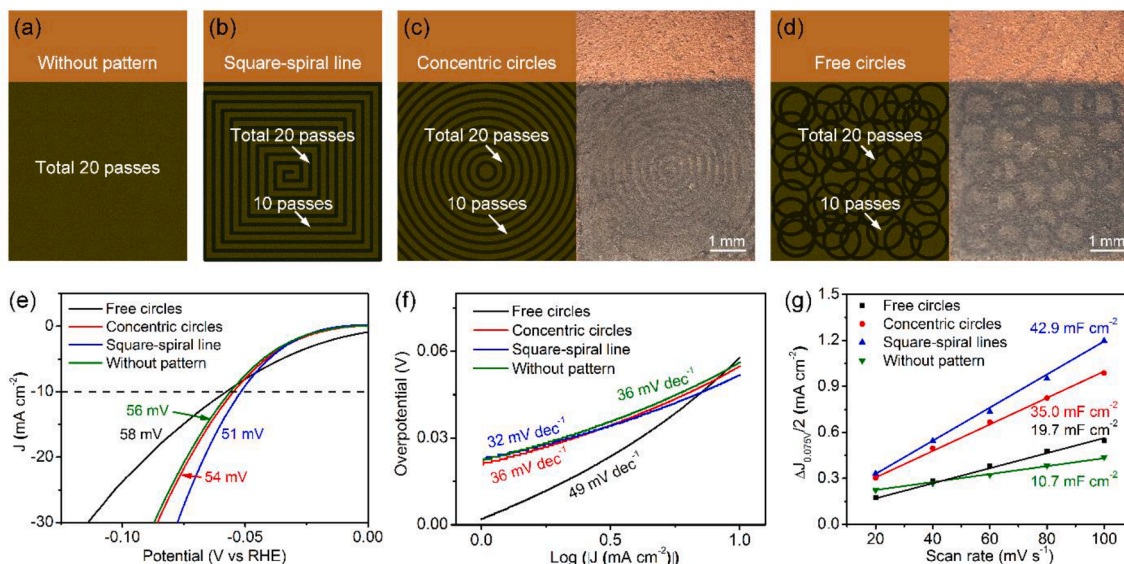 (a)
Without pattern
Total 20 passes
(b)
Square-spiral line
Total 20 passes
10 passes
(c)
Concentric circles
Total 20 passes
10 passes
1 mm
(d)
Free circles
Total 20 passes
10 passes
1 mm
(e)
Free circles
Concentric circles
Square-spiral line
Without pattern
56 mV
58 mV
51 mV
54 mV
J (mA cm⁻²)
0
-10
-20
-30
-0.10
-0.05
0.00
Potential (V vs RHE)
(f)
Free circles
Concentric circles
Square-spiral line
Without pattern
36 mV dec⁻¹
32 mV dec⁻¹
36 mV dec⁻¹
49 mV dec⁻¹
Overpotential (V)
0.06
0.03
0.00
0.0
0.5
1.0
Log (|J (mA cm⁻²)|)
(g)
Free circles
Concentric circles
Square-spiral lines
Without pattern
42.9 mF cm⁻²
35.0 mF cm⁻²
19.7 mF cm⁻²
10.7 mF cm⁻²
ΔJ₀.₀₇₅ᵥ/2 (mA cm⁻²)
1.5
1.2
0.9
0.6
0.3
0.0
20
40
60
80
100
Scan rate (mV s⁻¹)